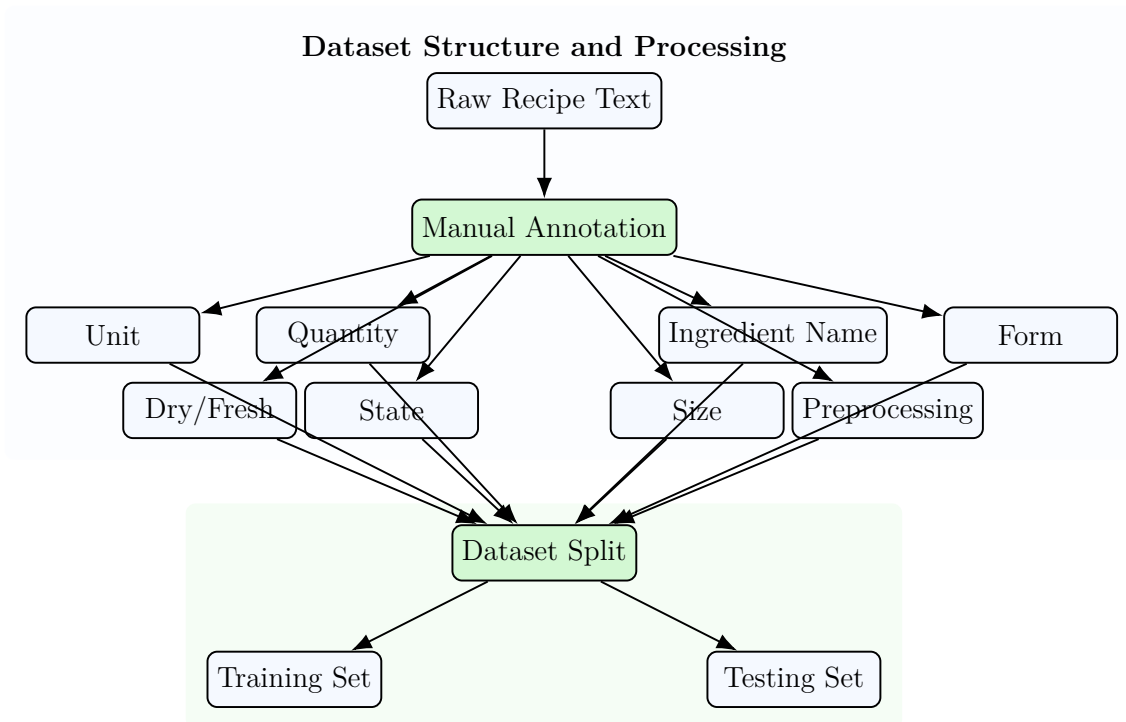 Dataset Structure and Processing
Raw Recipe Text
Manual Annotation
Unit
Quantity
Ingredient Name
Form
Dry/Fresh
State
Size
Preprocessing
Dataset Split
Training Set
Testing Set